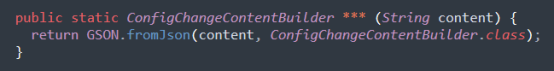 public static ConfigChangeContentBuilder *** (String content) {
return GSON.fromJson(content, ConfigChangeContentBuilder.class);
}